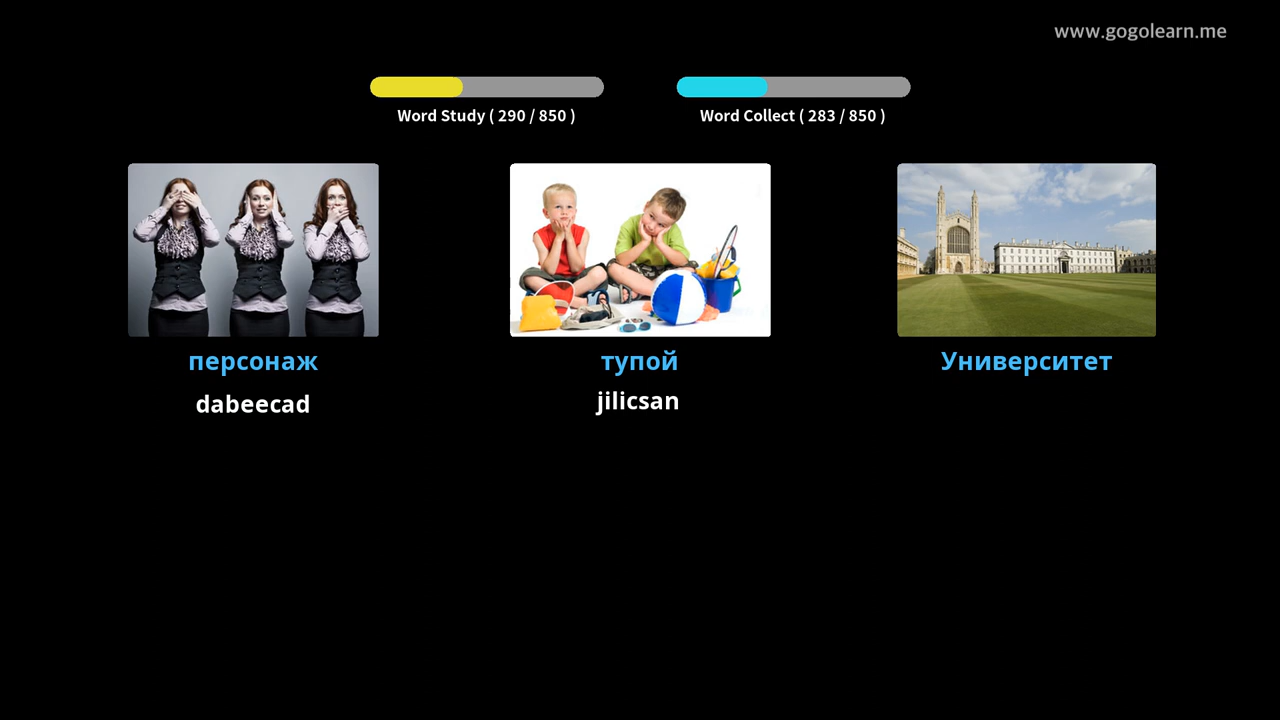 www.gogolearn.me
Word Study ( 290 / 850 )
Word Collect ( 283 / 850 )
персонаж
тупой
Университет
dabeecad
jilicsan